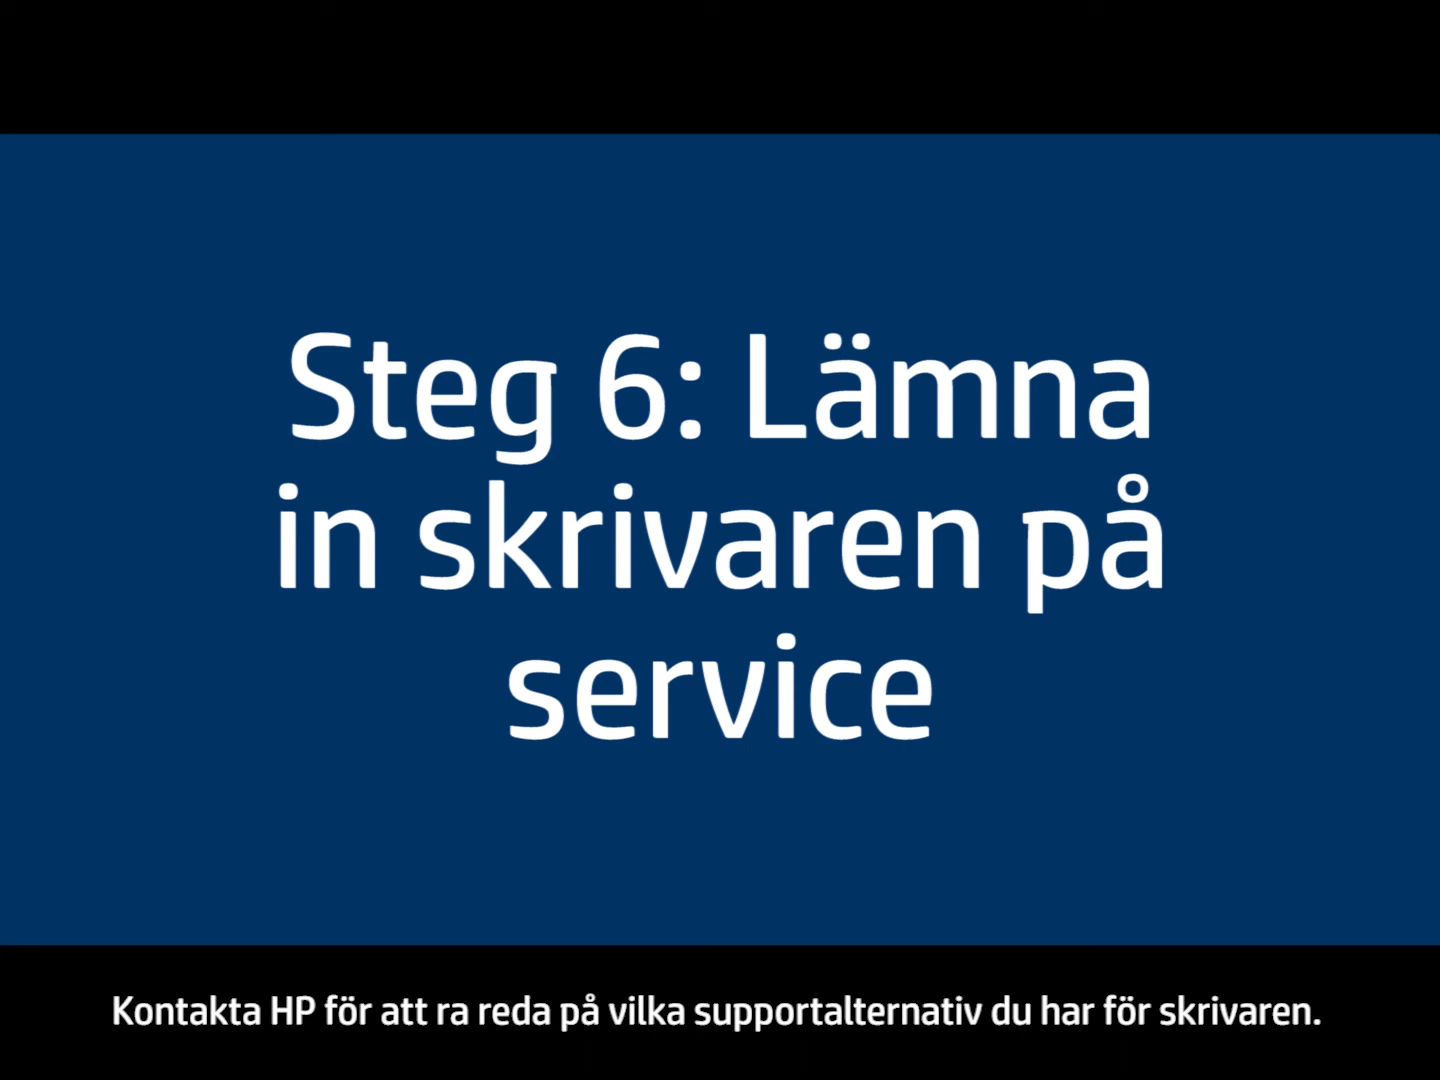 Steg 6: Lämna
in skrivaren på
service
Kontakta HP för att ra reda på vilka supportalternativ du har för skrivaren.